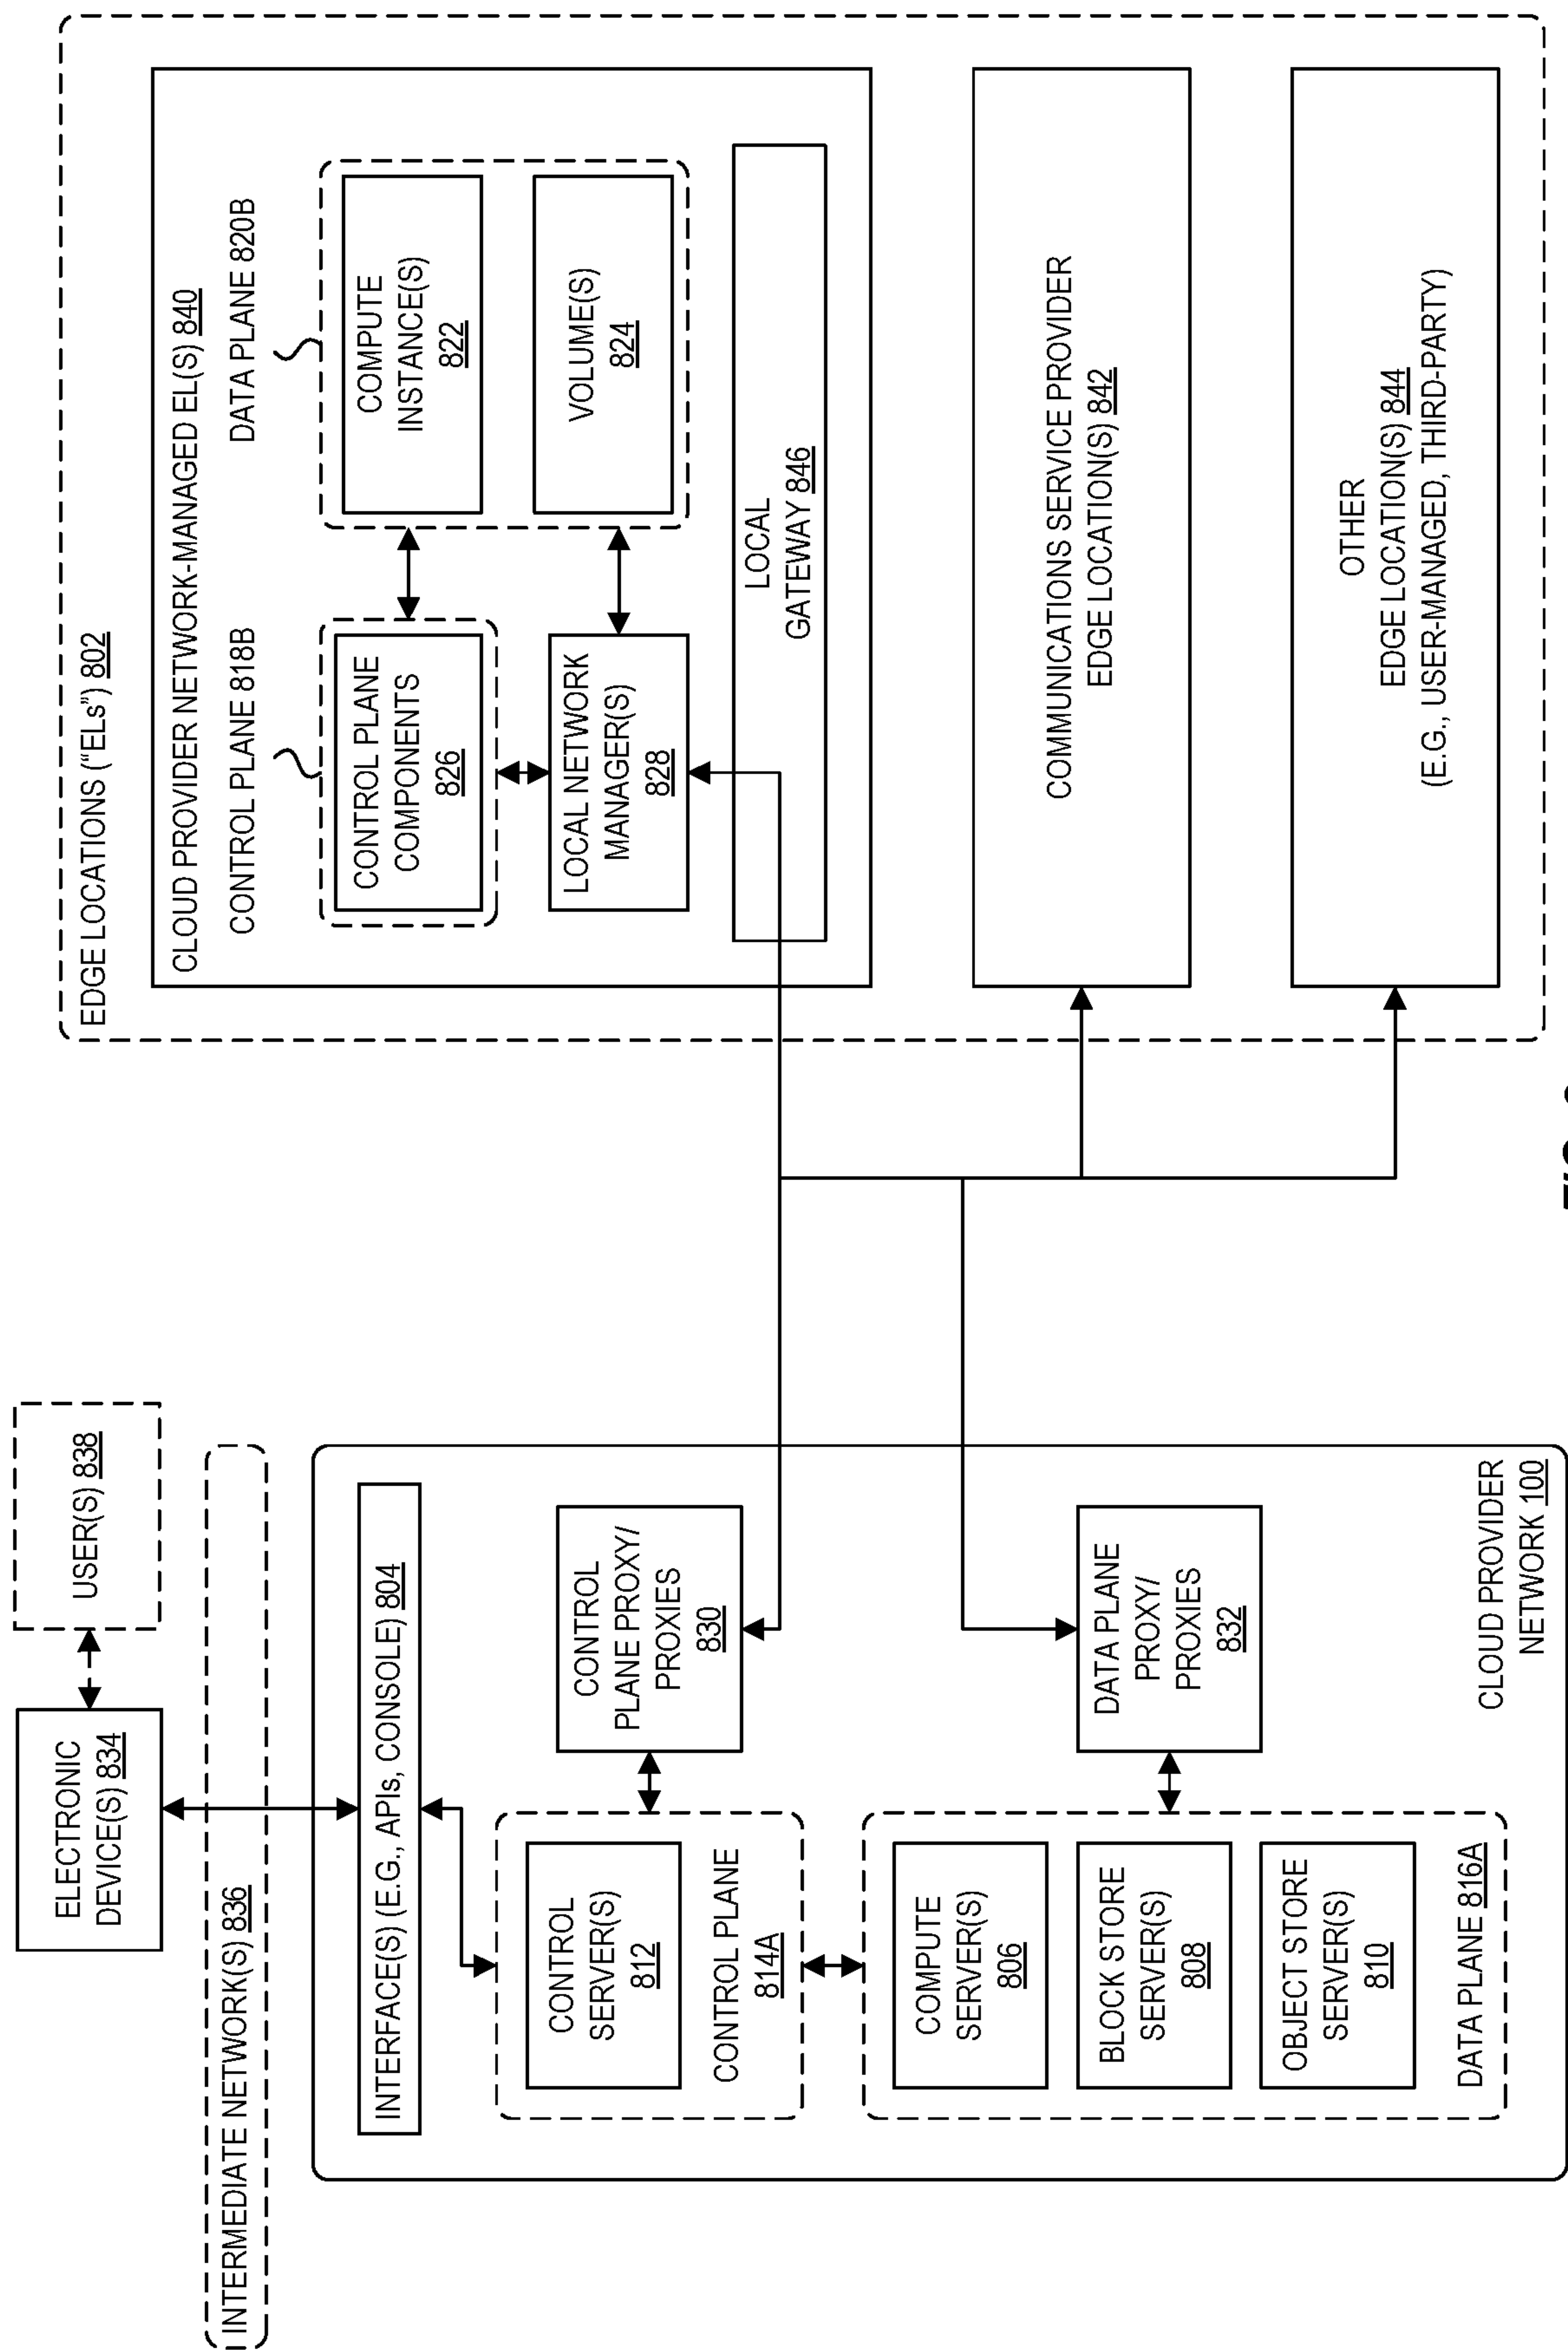 ELECTRONIC
DEVICE(S) 834
USER(S) 838
INTERMEDIATE NETWORK(S) 836
INTERFACE(S) (E.G., APIs, CONSOLE) 804
CONTROL
SERVER(S)
812
CONTROL PLANE
814A
CONTROL
PLANE PROXY/
PROXIES
830
COMPUTE
SERVER(S)
806
BLOCK STORE
SERVER(S)
808
OBJECT STORE
SERVER(S)
810
DATA PLANE 816A
DATA PLANE
PROXY/
PROXIES
832
CLOUD PROVIDER
NETWORK 100
EDGE LOCATIONS (“ELs”) 802
CLOUD PROVIDER NETWORK-MANAGED EL(S) 840
CONTROL PLANE 818B
DATA PLANE 820B
CONTROL PLANE
COMPONENTS
826
COMPUTE
INSTANCE(S)
822
LOCAL NETWORK
MANAGER(S)
828
VOLUME(S)
824
LOCAL
GATEWAY 846
COMMUNICATIONS SERVICE PROVIDER
EDGE LOCATION(S) 842
OTHER
EDGE LOCATION(S) 844
(E.G., USER-MANAGED, THIRD-PARTY)